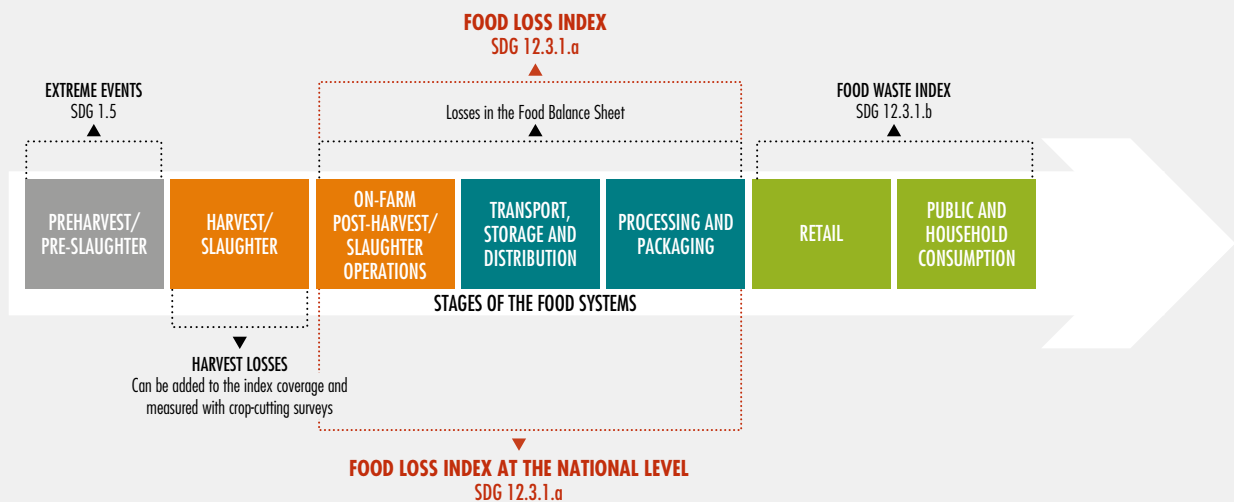 FOOD LOSS INDEX
SDG 12.3.1.a
EXTREME EVENTS
SDG 1.5
Losses in the Food Balance Sheet
FOOD WASTE INDEX
SDG 12.3.1.b
PREHARVEST/
PRE-SLAUGHTER
HARVEST/
SLAUGHTER
ON-FARM
POST-HARVEST/
SLAUGHTER
OPERATIONS
TRANSPORT,
STORAGE AND
DISTRIBUTION
PROCESSING AND
PACKAGING
RETAIL
PUBLIC AND
HOUSEHOLD
CONSUMPTION
STAGES OF THE FOOD SYSTEMS
HARVEST LOSSES
Can be added to the index coverage and
measured with crop-cutting surveys
FOOD LOSS INDEX AT THE NATIONAL LEVEL
SDG 12.3.1.a